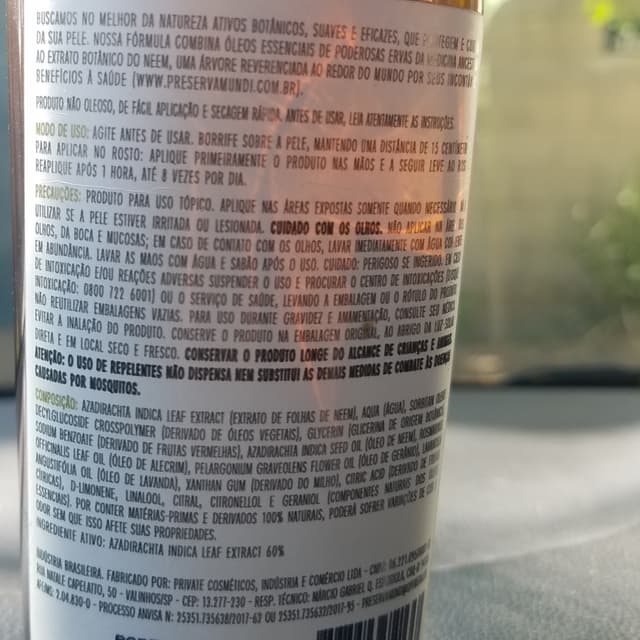 BUSCAMOS NO MELHOR DA NATUREZA ATIVOS BOTÂNICOS, SUAVES E EFICAZES, QUE
DA SUA PELE. NOSSA FÓRMULA COMBINA ÓLEOS ESSENCIAIS DE PODEROSAS ERVAS DA MEDICINA
AO EXTRATO BOTÂNICO DO NEEM, UMA ÁRVORE REVERENCIADA AO REDOR DO MUNDO POR SEUS
BENEFÍCIOS À SAÚDE (WWW.PRESERVAMUNDI.COM.BR).
PRODUTO NÃO OLEOSO, DE FÁCIL APLICAÇÃO E SECAGEM RÁPIDA. ANTES DE USAR, LEIA ATENTAMENTE AS INSTRUÇÕES.
MODO DE USO: AGITE ANTES DE USAR. BORRIFE SOBRE A PELE, MANTENDO UMA DISTÂNCIA DE 15
PARA APLICAR NO ROSTO: APLIQUE PRIMEIRAMENTE O PRODUTO NAS MÃOS E A SEGUIR LEVE AO
REAPLIQUE APÓS 1 HORA, ATÉ 8 VEZES POR DIA.
PRECAUÇÕES: PRODUTO PARA USO TÓPICO. APLIQUE NAS ÁREAS EXPOSTAS SOMENTE QUANDO NECESSÁRIO
UTILIZAR SE A PELE ESTIVER IRRITADA OU LESIONADA. CUIDADO COM OS OLHOS. NÃO APLICAR NA
OLHOS, DA BOCA E MUCOSAS; EM CASO DE CONTATO COM OS OLHOS, LAVAR IMEDIATAMENTE COM ÁGUA
EM ABUNDÂNCIA. LAVAR AS MÃOS COM ÁGUA E SABÃO APÓS O USO. CUIDADO: PERIGOSO SE INGERIDO.
DE INTOXICAÇÃO E/OU REAÇÕES ADVERSAS SUSPENDER O USO E PROCURAR O CENTRO DE INTOXICAÇÕES
INTOXICAÇÃO: 0800 722 6001) OU O SERVIÇO DE SAÚDE, LEVANDO A EMBALAGEM OU O RÓTULO DO
NÃO REUTILIZAR EMBALAGENS VAZIAS. PARA USO DURANTE GRAVIDEZ E AMAMENTAÇÃO, CONSULTE SEU
EVITAR A INALAÇÃO DO PRODUTO. CONSERVE O PRODUTO NA EMBALAGEM ORIGINAL, AO ABRIGO DA LUZ
DIRETA E EM LOCAL SECO E FRESCO. CONSERVAR O PRODUTO LONGE DO ALCANCE DE CRIANÇAS E
ATENÇÃO: O USO DE REPELENTES NÃO DISPENSA NEM SUBSTITUI AS DEMAIS MEDIDAS DE COMBATE ÀS DOENÇAS
CAUSADAS POR MOSQUITOS.
COMPOSIÇÃO: AZADIRACHTA INDICA LEAF EXTRACT (EXTRATO DE FOLHAS DE NEEM), AQUA (ÁGUA), SORBITAN
DECYLGLUCOSIDE CROSSPOLYMER (DERIVADO DE ÓLEOS VEGETAIS), GLYCERIN (GLICERINA DE ORIGEM BOTÂNICA),
SODIUM BENZOATE (DERIVADO DE FRUTAS VERMELHAS), AZADIRACHTA INDICA SEED OIL (ÓLEO DE NEEM),
OFFICINALIS LEAF OIL (ÓLEO DE ALECRIM), PELARGONIUM GRAVEOLENS FLOWER OIL (ÓLEO DE GERÂNIO),
ANGUSTIFÓLIA OIL (ÓLEO DE LAVANDA), XANTHAN GUM (DERIVADO DO MILHO), CITRIC ACID (DERIVADO DE
CÍTRICAS), D-LIMONENE, LINALOOL, CITRAL, CITRONELLOL E GERANIOL (COMPONENTES NATURAIS DOS
ESSENCIAIS). POR CONTER MATÉRIAS-PRIMAS E DERIVADOS 100% NATURAIS, PODERÁ SOFRER VARIAÇÕES DE
ODOR SEM QUE ISSO AFETE SUAS PROPRIEDADES.
INGREDIENTE ATIVO: AZADIRACHTA INDICA LEAF EXTRACT 60%
INDÚSTRIA BRASILEIRA. FABRICADO POR: PRIVATE COSMÉTICOS, INDÚSTRIA E COMÉRCIO LTDA - CNPJ:
RUA NATALE CAPELATTO, 50 - VALINHOS/SP - CEP: 13.277-230 - RESP. TÉCNICO: MÁRCIO GABRIEL Q.
AF/MS: 2.04.830-0 - PROCESSO ANVISA N.: 25351.735638/2017-63 OU 25351.735637/2017-95